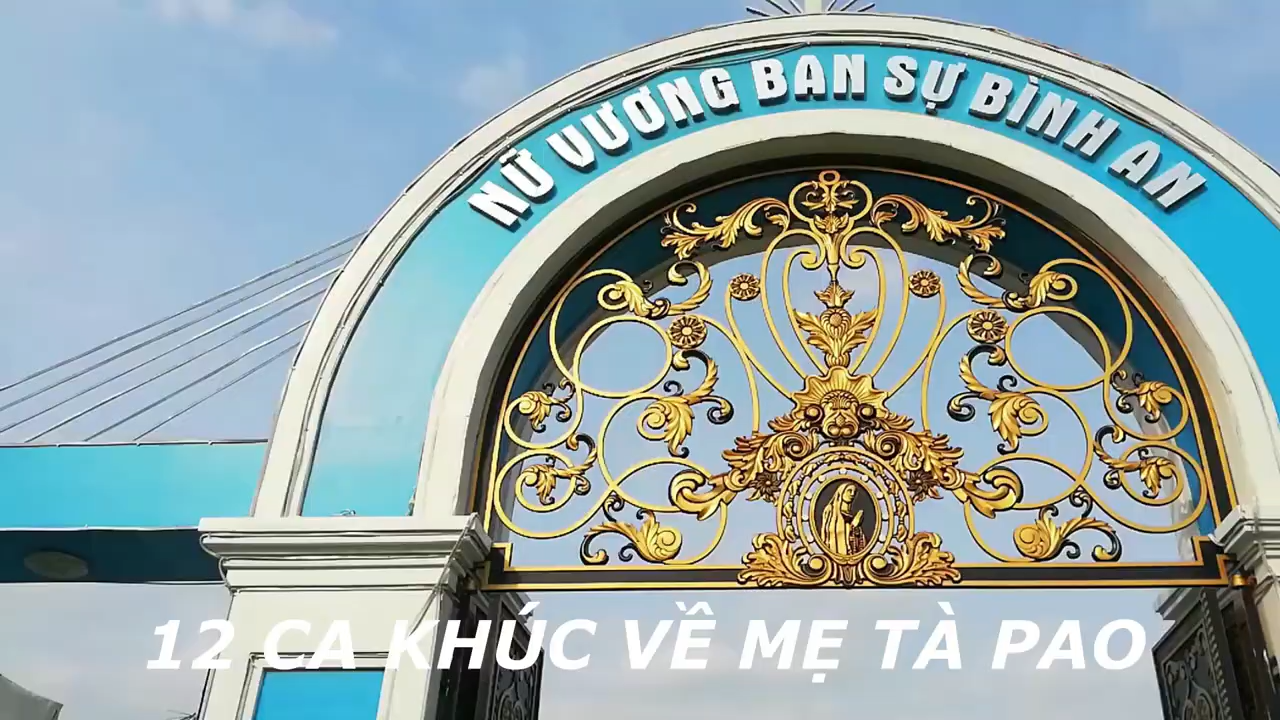 NỮ VƯƠNG BAN SỰ BÌNH AN
12 CA KHÚC VỀ MẸ TÀ PAO